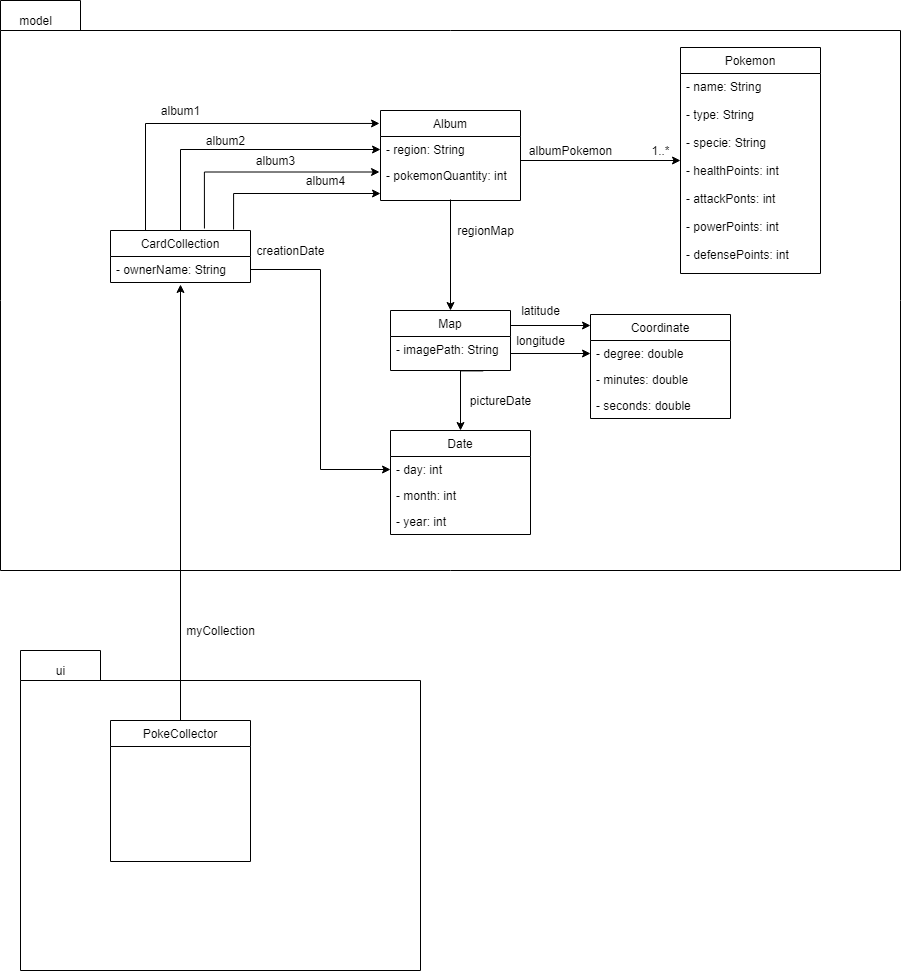 model
Pokemon
- name: String
- type: String
- specie: String
- healthPoints: int
- attackPonts: int
- powerPoints: int
- defensePoints: int
album1
album2
album3
album4
Album
- region: String
- pokemonQuantity: int
albumPokemon
1..*
CardCollection
- ownerName: String
creationDate
regionMap
Map
- imagePath: String
latitude
longitude
Coordinate
- degree: double
- minutes: double
- seconds: double
pictureDate
Date
- day: int
- month: int
- year: int
myCollection
ui
PokeCollector